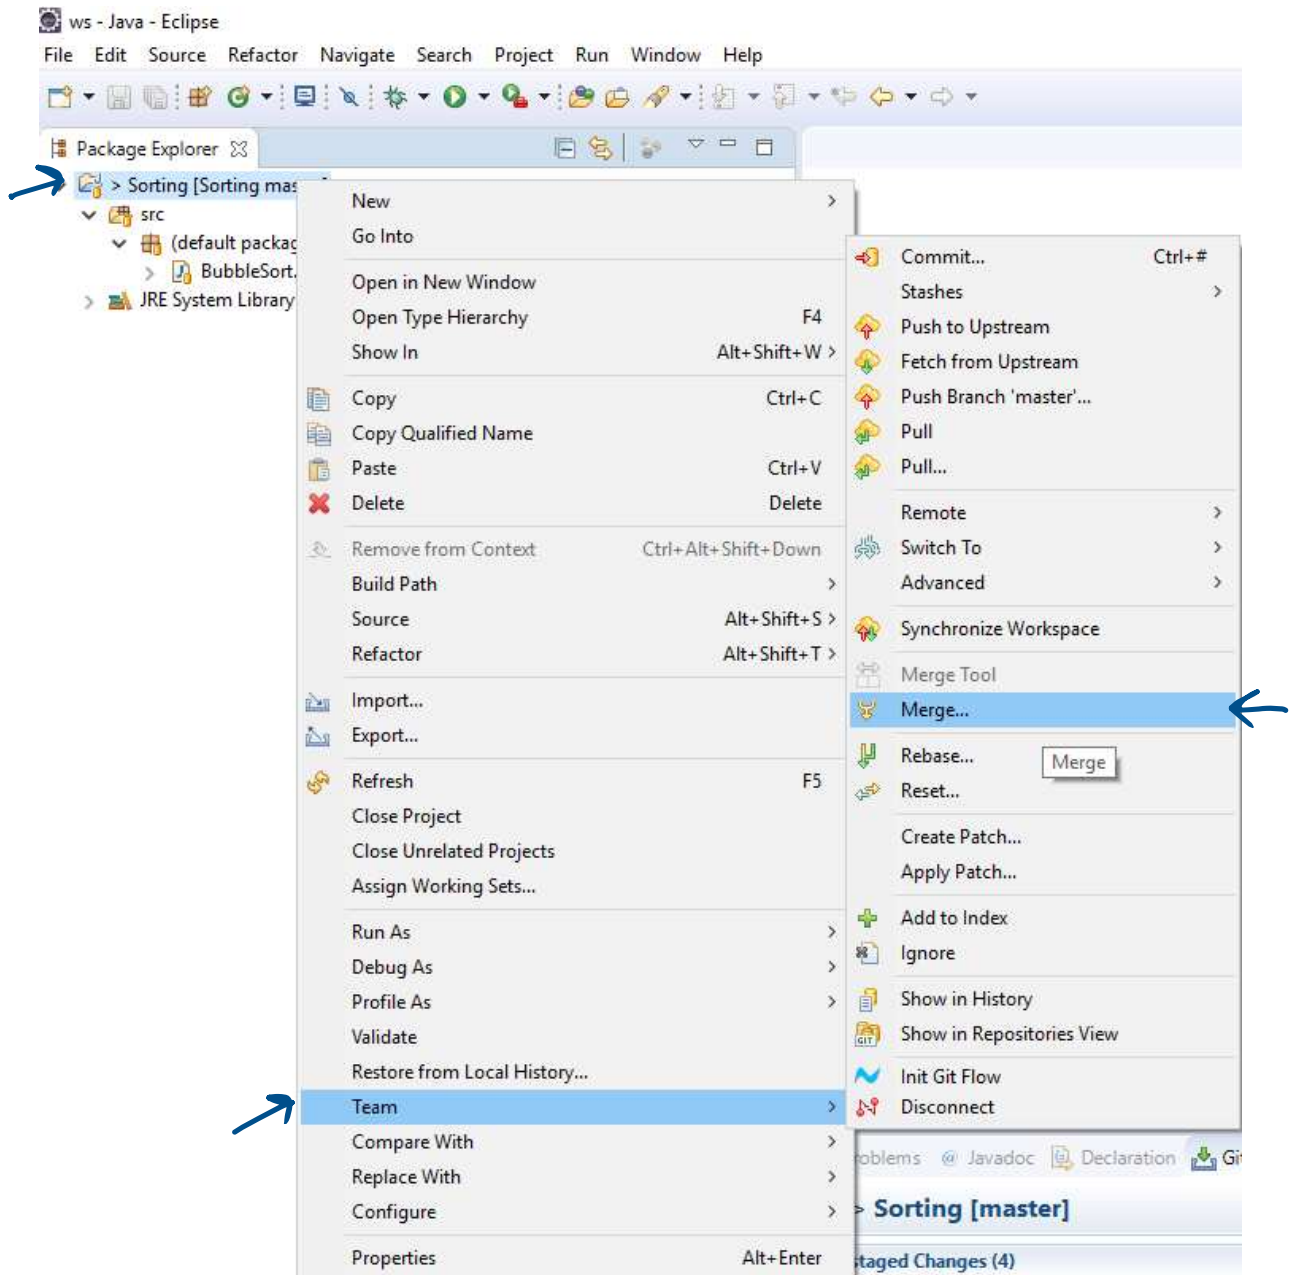 ws - Java - Eclipse
File Edit Source Refactor Navigate Search Project Run Window Help
Package Explorer
> Sorting [Sorting mas
src
(default packag
BubbleSort.
JRE System Library
New
Go Into
Open in New Window
Open Type Hierarchy F4
Show In Alt+Shift+W
Copy Ctrl+C
Copy Qualified Name
Paste Ctrl+V
Delete Delete
Remove from Context Ctrl+Alt+Shift+Down
Build Path
Source Alt+Shift+S
Refactor Alt+Shift+T
Import...
Export...
Refresh F5
Close Project
Close Unrelated Projects
Assign Working Sets...
Run As
Debug As
Profile As
Validate
Restore from Local History...
Team
Compare With
Replace With
Configure
Properties Alt+Enter
Commit... Ctrl+#
Stashes
Push to Upstream
Fetch from Upstream
Push Branch 'master'...
Pull
Pull...
Remote
Switch To
Advanced
Synchronize Workspace
Merge Tool
Merge...
Rebase...
Merge
Reset...
Create Patch...
Apply Patch...
Add to Index
Ignore
Show in History
GIT Show in Repositories View
Init Git Flow
Disconnect
oblems @ Javadoc Declaration Gi
> Sorting [master]
staged Changes (4)